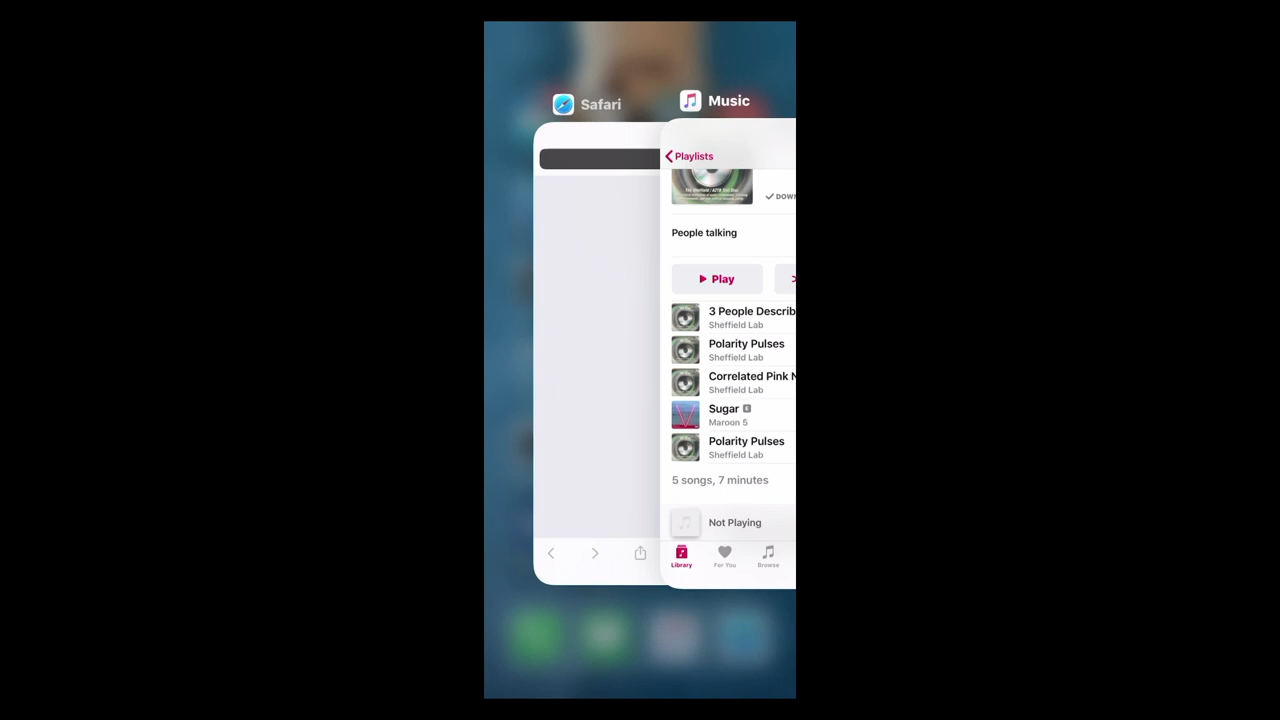 Safari
Music
Playlists
DOWN
People talking
Play
3 People Describ
Sheffield Lab
Polarity Pulses
Sheffield Lab
Correlated Pink N
Sheffield Lab
Sugar E
Maroon 5
Polarity Pulses
Sheffield Lab
5 songs, 7 minutes
Not Playing
Library
For You
Browse